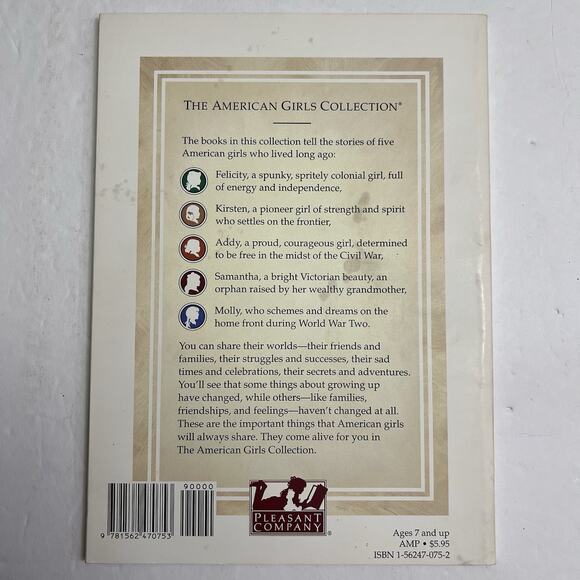 THE AMERICAN GIRLS COLLECTION®
The books in this collection tell the stories of five
American girls who lived long ago:
Felicity, a spunky, spritely colonial girl, full
of energy and independence,
Kirsten, a pioneer girl of strength and spirit
who settles on the frontier,
Addy, a proud, courageous girl, determined
to be free in the midst of the Civil War,
Samantha, a bright Victorian beauty, an
orphan raised by her wealthy grandmother,
Molly, who schemes and dreams on the
home front during World War Two.
You can share their worlds—their friends and
families, their struggles and successes, their sad
times and celebrations, their secrets and adventures.
You'll see that some things about growing up
have changed, while others—like families,
friendships, and feelings—haven't changed at all.
These are the important things that American girls
will always share. They come alive for you in
The American Girls Collection.
90000
9 781562 470753
PLEASANT
COMPANY®
Ages 7 and up
AMP • $5.95
ISBN 1-56247-075-2